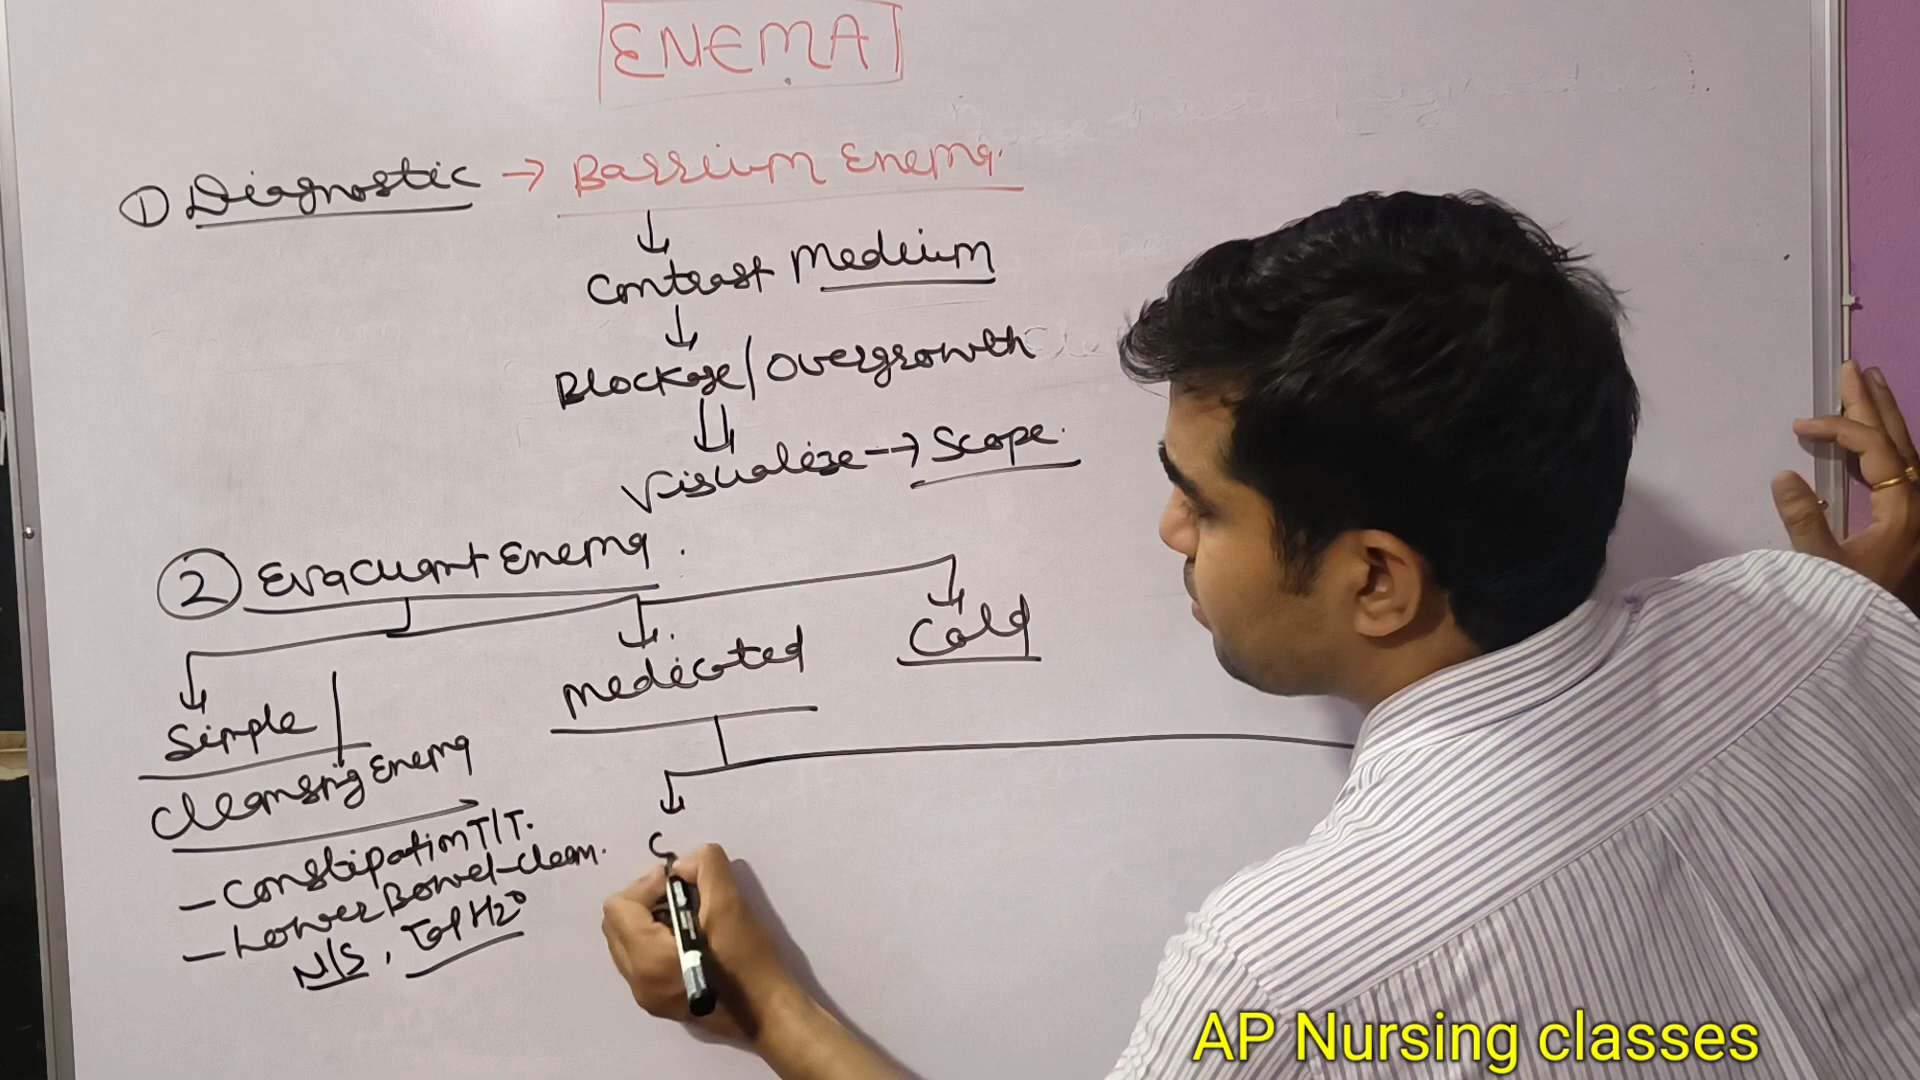 ENEMA
① Diagnostic → Barrium Enema.
Contrast Medium
Blockage/Overgrowth
Visualize → Scope.
② Evacuant Enema.
Simple |
Cleansing Enema
- Constipation T/T.
- Lower Bowel-clean.
N/S, Tap H2O
Medicated
Cold
AP Nursing classes